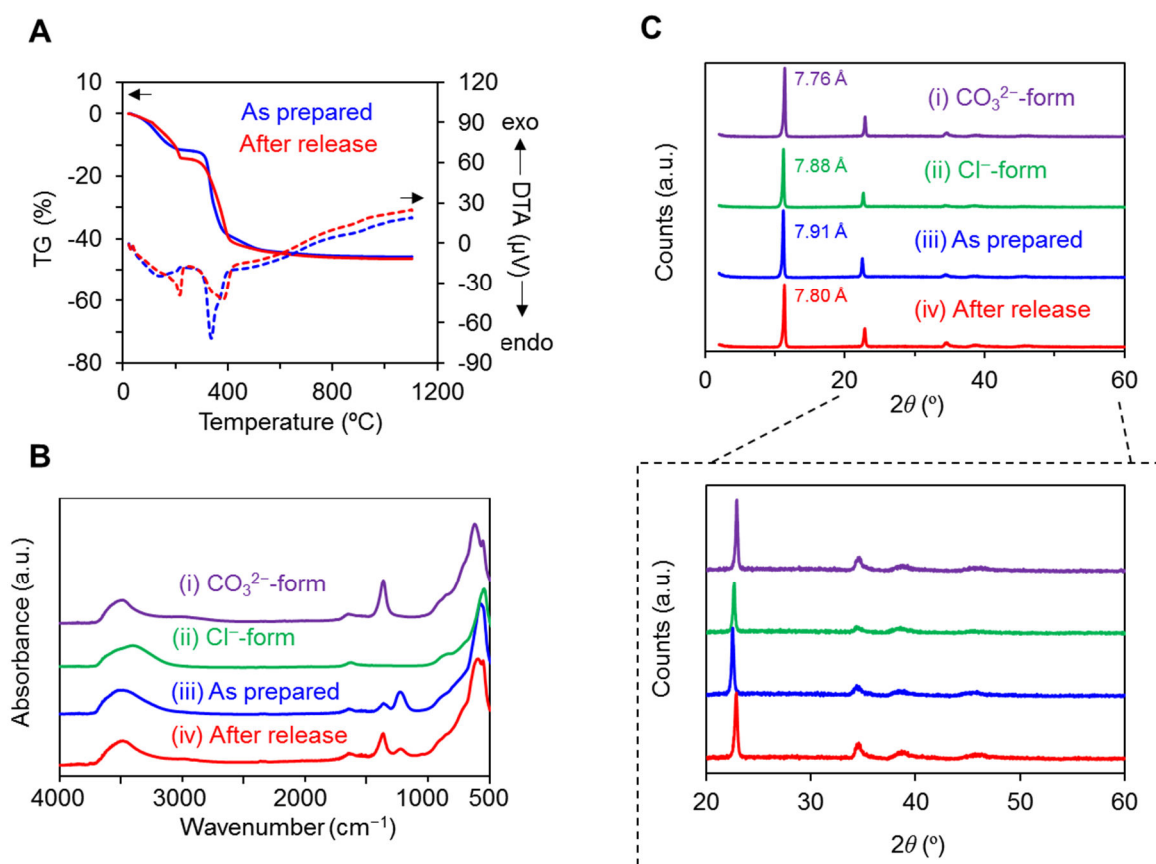 A
10
0
-20
-40
-60
-80
TG (%)
As prepared
After release
120
90
60
30
0
-30
-60
-90
exo
DTA
(µV)
endo
0
400
800
1200
Temperature (ºC)
B
Absorbance (a.u.)
(i) CO₃²⁻-form
(ii) Cl⁻-form
(iii) As prepared
(iv) After release
4000
3000
2000
1000
500
Wavenumber (cm⁻¹)
C
Counts (a.u.)
7.76 Å
(i) CO₃²⁻-form
7.88 Å
(ii) Cl⁻-form
7.91 Å
(iii) As prepared
7.80 Å
(iv) After release
0
20
40
60
2θ (º)
Counts (a.u.)
20
30
40
50
60
2θ (º)